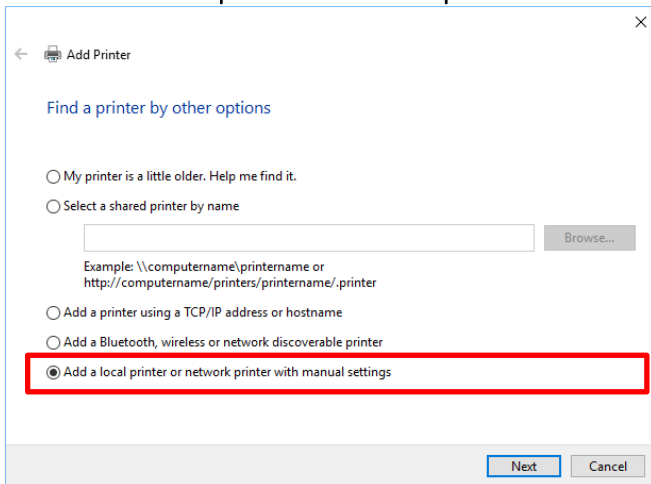 Add Printer
Find a printer by other options
My printer is a little older. Help me find it.
Select a shared printer by name
Browse...
Example: \\computername\printername or
http://computername/printers/printername/.printer
Add a printer using a TCP/IP address or hostname
Add a Bluetooth, wireless or network discoverable printer
Add a local printer or network printer with manual settings
Next Cancel